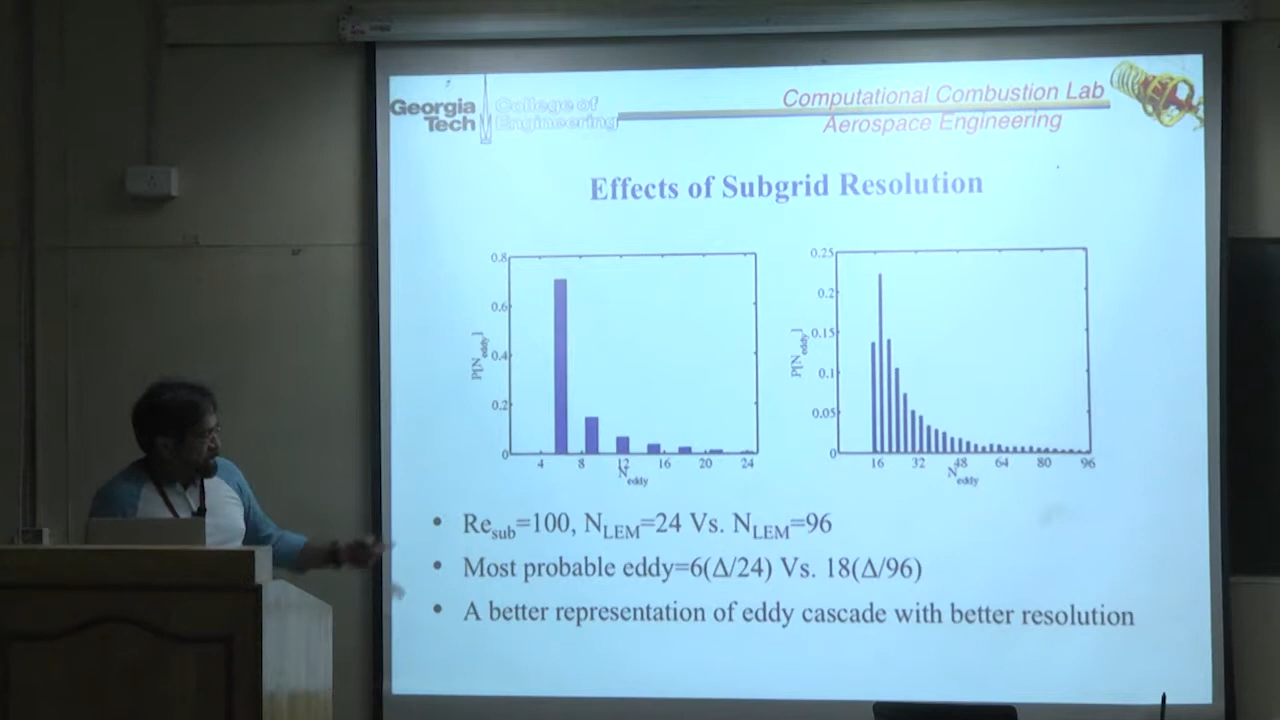 Georgia Tech
College of Engineering
Computational Combustion Lab
Aerospace Engineering
Effects of Subgrid Resolution
0.8
0.6
0.4
0.2
0
P[N_eddy]
4 8 12 16 20 24
N_eddy
0.25
0.2
0.15
0.1
0.05
0
P[N_eddy]
16 32 48 64 80 96
N_eddy
• Re_sub=100, N_LEM=24 Vs. N_LEM=96
• Most probable eddy=6(Δ/24) Vs. 18(Δ/96)
• A better representation of eddy cascade with better resolution